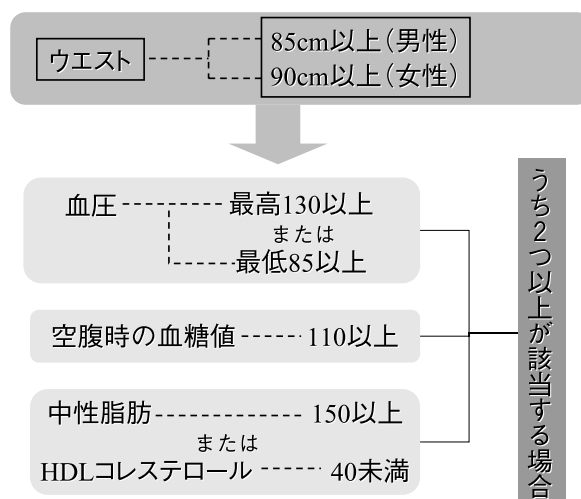 ウエスト
85cm以上（男性）
90cm以上（女性）
血圧
最高130以上
または
最低85以上
空腹時の血糖値
110以上
中性脂肪
150以上
または
HDLコレステロール
40未満
うち2つ以上が該当する場合